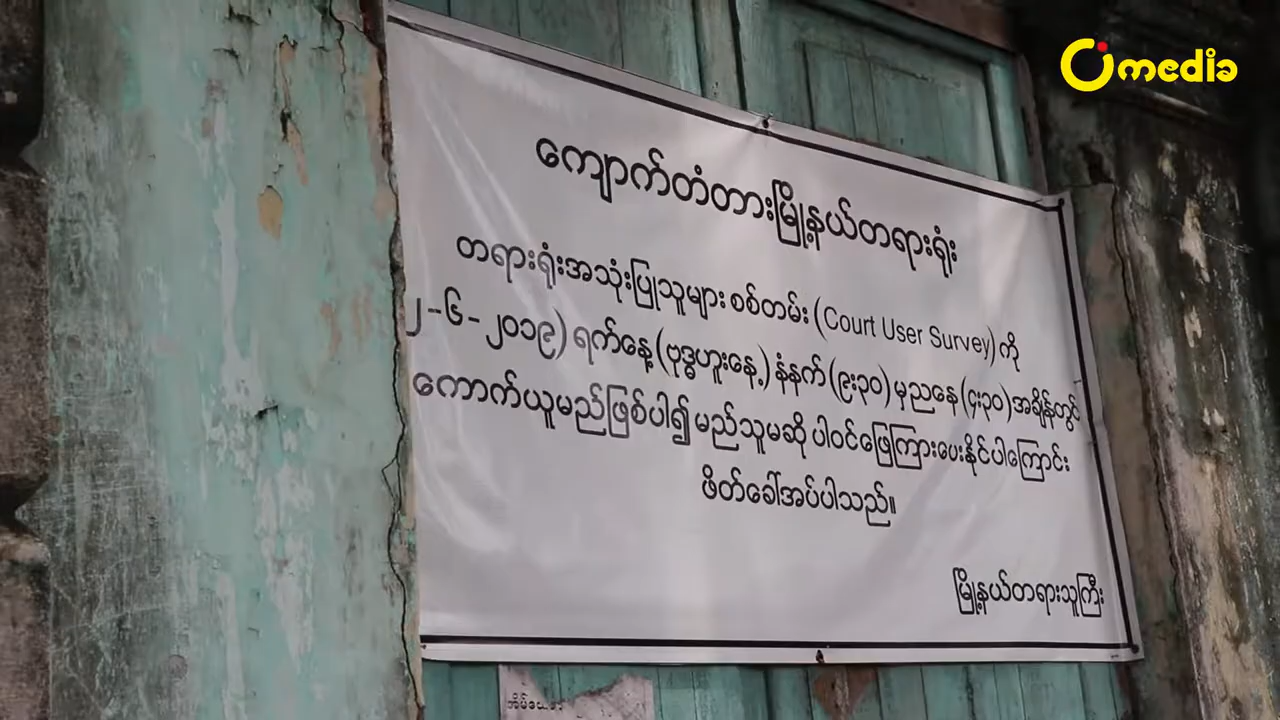 media
ကျောက်တံတားမြို့နယ်တရားရုံး
တရားရုံးအသုံးပြုသူများ စစ်တမ်း (Court User Survey) ကို
၂-၆-၂၀၁၉) ရက်နေ့ (ဗုဒ္ဓဟူးနေ့) နံနက် (၉း၃၀) မှညနေ (၄း၃၀) အချိန်တွင်
ကောက်ယူမည်ဖြစ်ပါ၍ မည်သူမဆို ပါဝင်ဖြေကြားပေးနိုင်ပါကြောင်း
ဖိတ်ခေါ်အပ်ပါသည်။
မြို့နယ်တရားသူကြီး